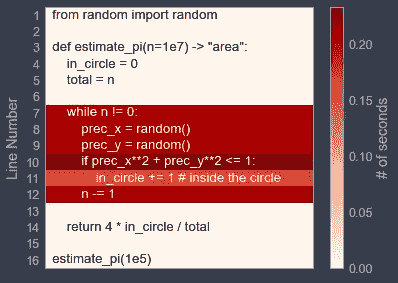 1 from random import random
2
3 def estimate_pi(n=1e7) -> "area":
4     in_circle = 0
5     total = n
6
7     while n != 0:
8         prec_x = random()
9         prec_y = random()
10         if prec_x**2 + prec_y**2 <= 1:
11             in_circle += 1 # inside the circle
12         n -= 1
13
14     return 4 * in_circle / total
15
16 estimate_pi(1e5)
Line Number
0.20
0.15
0.10
0.05
0.00
# of seconds